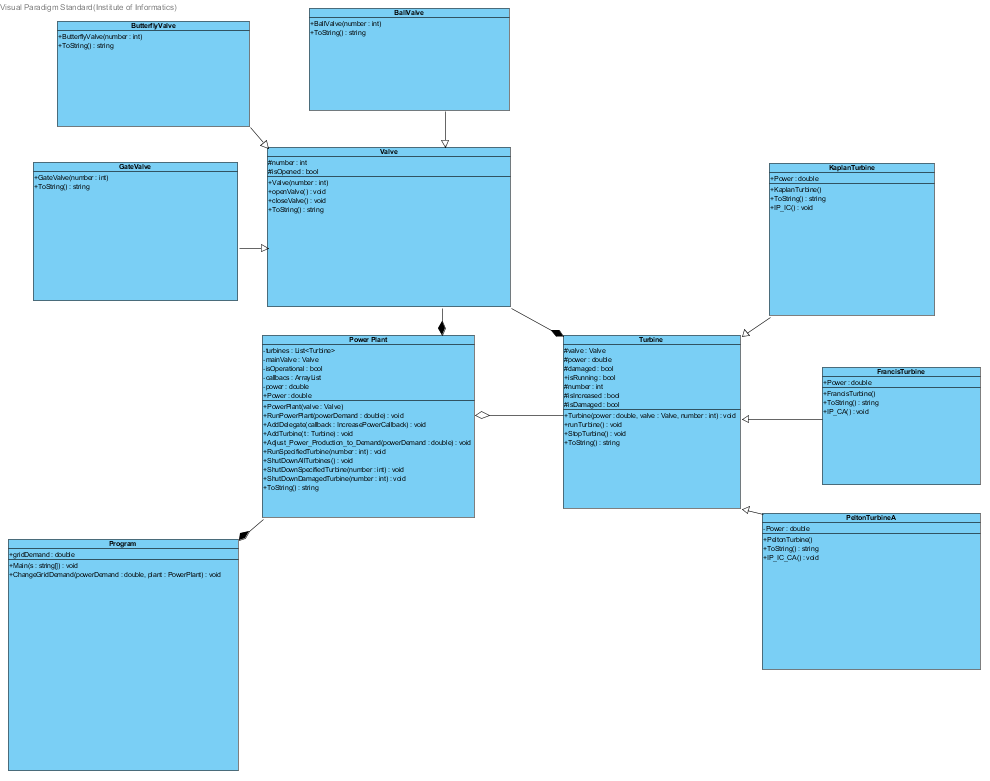 Visual Paradigm Standard(Institute of Informatics)
ButterflyValve
+ButterflyValve(number : int)
+ToString() : string
BallValve
+BallValve(number : int)
+ToString() : string
GateValve
+GateValve(number : int)
+ToString() : string
Valve
#number : int
#isOpened : bool
+Valve(number : int)
+openValve() : void
+closeValve() : void
+ToString() : string
KaplanTurbine
+Power : double
+KaplanTurbine()
+ToString() : string
+IP_IC() : void
Power Plant
-turbines : List<Turbine>
-mainValve : Valve
-isOperational : bool
-callbacs : ArrayList
-power : double
+Power : double
+PowerPlant(valve : Valve)
+RunPowerPlant(powerDemand : double) : void
+AddDelegate(callback : IncreasePowerCallback) : void
+AddTurbine(t : Turbine) : void
+Adjust_Power_Production_to_Demand(powerDemand : double) : void
+RunSpecifiedTurbine(number : int) : void
+ShutDownAllTurbines() : void
+ShutDownSpecifiedTurbine(number : int) : void
+ShutDownDamagedTurbine(number : int) : void
+ToString() : string
Turbine
#valve : Valve
#power : double
#damaged : bool
+isRunning : bool
#number : int
#isIncreased : bool
#isDamaged : bool
+Turbine(power : double, valve : Valve, number : int) : void
+runTurbine() : void
+StopTurbine() : void
+ToString() : string
FrancisTurbine
+Power : double
+FrancisTurbine()
+ToString() : string
+IP_CA() : void
PeltonTurbineA
-Power : double
+PeltonTurbine()
+ToString() : string
+IP_IC_CA() : void
Program
+gridDemand : double
+Main(s : string[]) : void
+ChangeGridDemand(powerDemand : double, plant : PowerPlant) : void